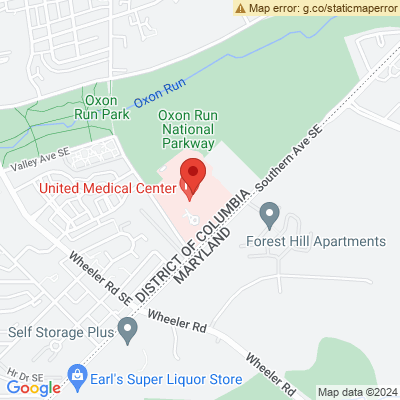 Map error: g.co/staticmaperror
Oxon Run
Oxon
Run Park
Oxon Run
National
Parkway
Valley Ave SE
Southern Ave SE
United Medical Center
DISTRICT OF COLUMBIA
MARYLAND
Forest Hill Apartments
Wheeler Rd SE
Wheeler Rd
Self Storage Plus
Wheeler Rd
Hr Dr SE
Earl's Super Liquor Store
Google
Map data ©2024